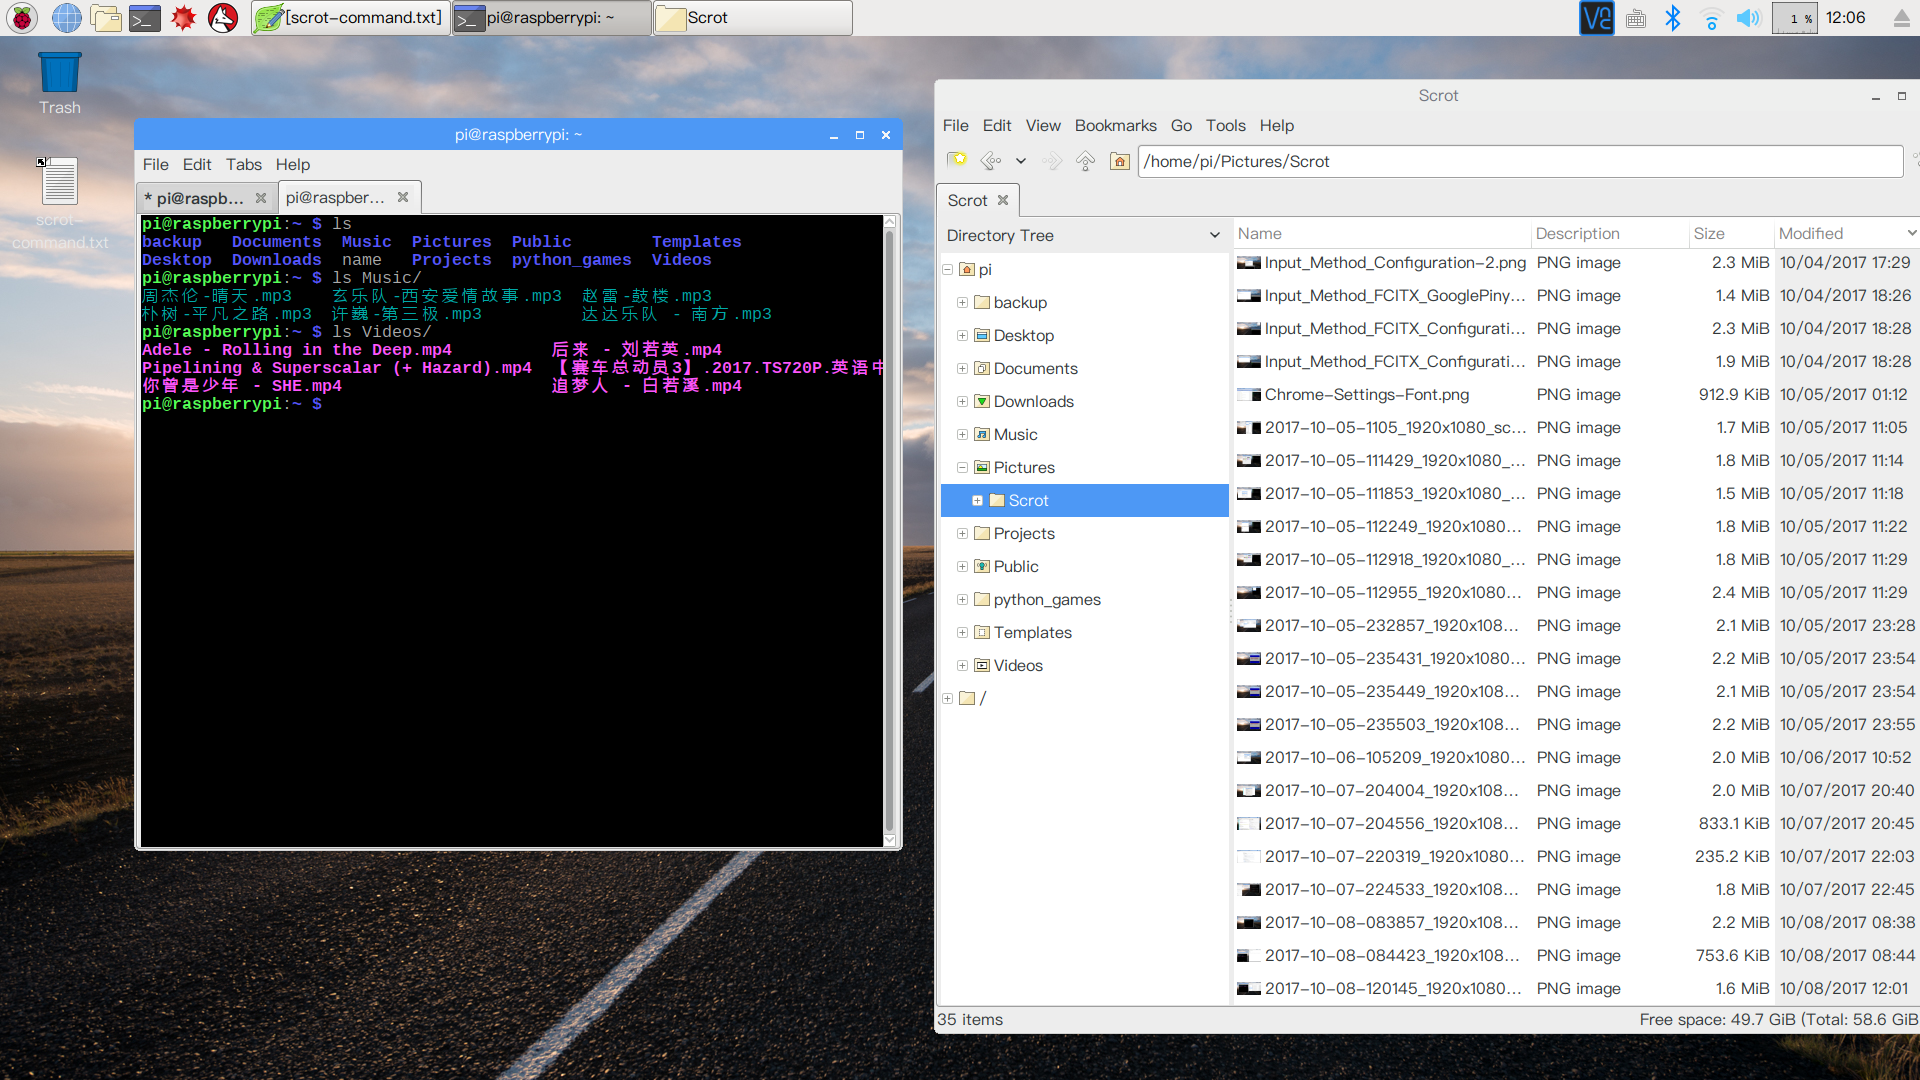 [scrot-command.txt]
pi@raspberrypi: ~
Scrot
1 %
12:06
Trash
scrot-
command.txt
pi@raspberrypi: ~
File Edit Tabs Help
* pi@raspb...
pi@raspber...
pi@raspberrypi:~ $ ls
backup Documents Music Pictures Public Templates
Desktop Downloads name Projects python_games Videos
pi@raspberrypi:~ $ ls Music/
周杰伦-晴天.mp3 玄乐队-西安爱情故事.mp3 赵雷-鼓楼.mp3
朴树-平凡之路.mp3 许巍-第三极.mp3 达达乐队 - 南方.mp3
pi@raspberrypi:~ $ ls Videos/
Adele - Rolling in the Deep.mp4 后来 - 刘若英.mp4
Pipelining & Superscalar (+ Hazard).mp4 【赛车总动员3】.2017.TS720P.英语中
你曾是少年 - SHE.mp4 追梦人 - 白若溪.mp4
pi@raspberrypi:~ $
Scrot
File Edit View Bookmarks Go Tools Help
/home/pi/Pictures/Scrot
Scrot
Directory Tree
pi
backup
Desktop
Documents
Downloads
Music
Pictures
Scrot
Projects
Public
python_games
Templates
Videos
/
Name Description Size Modified
Input_Method_Configuration-2.png PNG image 2.3 MiB 10/04/2017 17:29
Input_Method_FCITX_GooglePiny... PNG image 1.4 MiB 10/04/2017 18:26
Input_Method_FCITX_Configurati... PNG image 2.3 MiB 10/04/2017 18:28
Input_Method_FCITX_Configurati... PNG image 1.9 MiB 10/04/2017 18:28
Chrome-Settings-Font.png PNG image 912.9 KiB 10/05/2017 01:12
2017-10-05-1105_1920x1080_sc... PNG image 1.7 MiB 10/05/2017 11:05
2017-10-05-111429_1920x1080_... PNG image 1.8 MiB 10/05/2017 11:14
2017-10-05-111853_1920x1080_... PNG image 1.5 MiB 10/05/2017 11:18
2017-10-05-112249_1920x1080... PNG image 1.8 MiB 10/05/2017 11:22
2017-10-05-112918_1920x1080_... PNG image 1.8 MiB 10/05/2017 11:29
2017-10-05-112955_1920x1080... PNG image 2.4 MiB 10/05/2017 11:29
2017-10-05-232857_1920x108... PNG image 2.1 MiB 10/05/2017 23:28
2017-10-05-235431_1920x1080... PNG image 2.2 MiB 10/05/2017 23:54
2017-10-05-235449_1920x108... PNG image 2.1 MiB 10/05/2017 23:54
2017-10-05-235503_1920x108... PNG image 2.2 MiB 10/05/2017 23:55
2017-10-06-105209_1920x1080... PNG image 2.0 MiB 10/06/2017 10:52
2017-10-07-204004_1920x108... PNG image 2.0 MiB 10/07/2017 20:40
2017-10-07-204556_1920x108... PNG image 833.1 KiB 10/07/2017 20:45
2017-10-07-220319_1920x1080... PNG image 235.2 KiB 10/07/2017 22:03
2017-10-07-224533_1920x108... PNG image 1.8 MiB 10/07/2017 22:45
2017-10-08-083857_1920x108... PNG image 2.2 MiB 10/08/2017 08:38
2017-10-08-084423_1920x108... PNG image 753.6 KiB 10/08/2017 08:44
2017-10-08-120145_1920x1080... PNG image 1.6 MiB 10/08/2017 12:01
35 items
Free space: 49.7 GiB (Total: 58.6 GiB